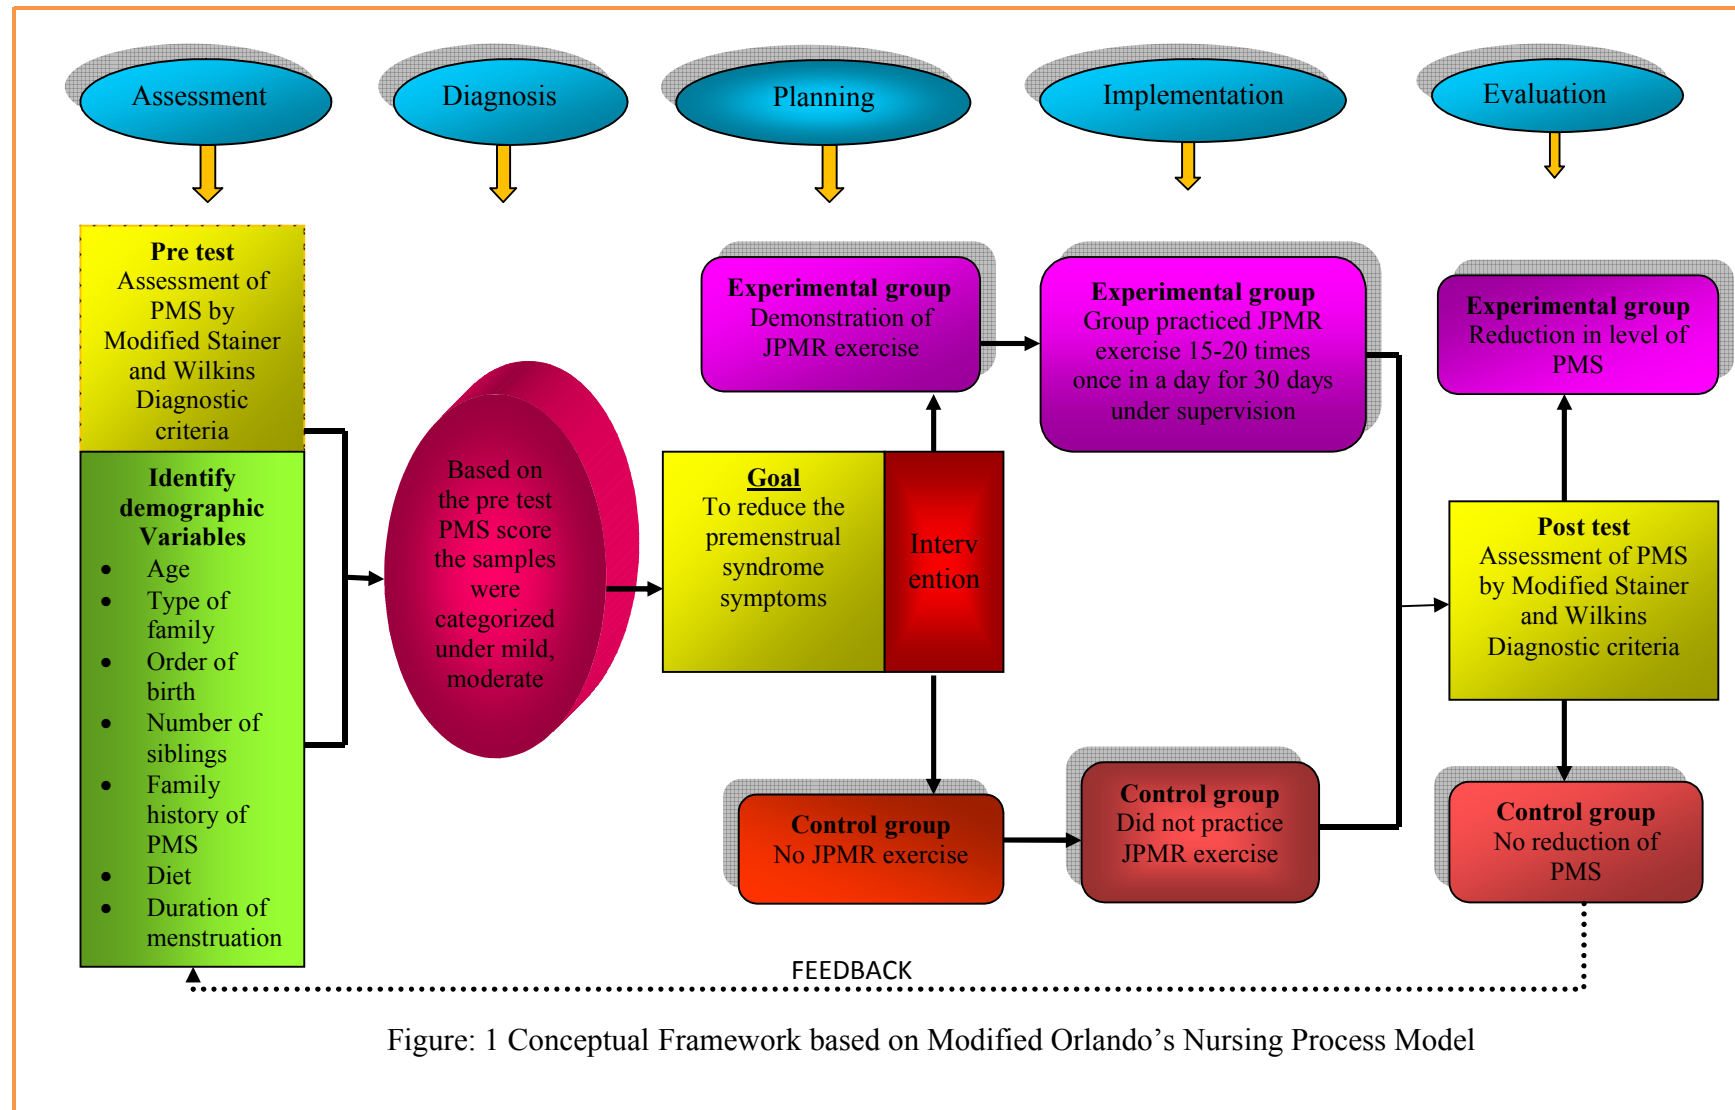 Assessment
Diagnosis
Planning
Implementation
Evaluation
Pre test
Assessment of
PMS by
Modified Stainer
and Wilkins
Diagnostic
criteria
Identify
demographic
Variables
• Age
• Type of
family
• Order of
birth
• Number of
siblings
• Family
history of
PMS
• Diet
• Duration of
menstruation
Based on
the pre test
PMS score
the samples
were
categorized
under mild,
moderate
Goal
To reduce the
premenstrual
syndrome
symptoms
Interv
ention
Experimental group
Demonstration of
JPMR exercise
Control group
No JPMR exercise
Experimental group
Group practiced JPMR
exercise 15-20 times
once in a day for 30 days
under supervision
Control group
Did not practice
JPMR exercise
Experimental group
Reduction in level of
PMS
Post test
Assessment of PMS
by Modified Stainer
and Wilkins
Diagnostic criteria
Control group
No reduction of
PMS
FEEDBACK
Figure: 1 Conceptual Framework based on Modified Orlando’s Nursing Process Model